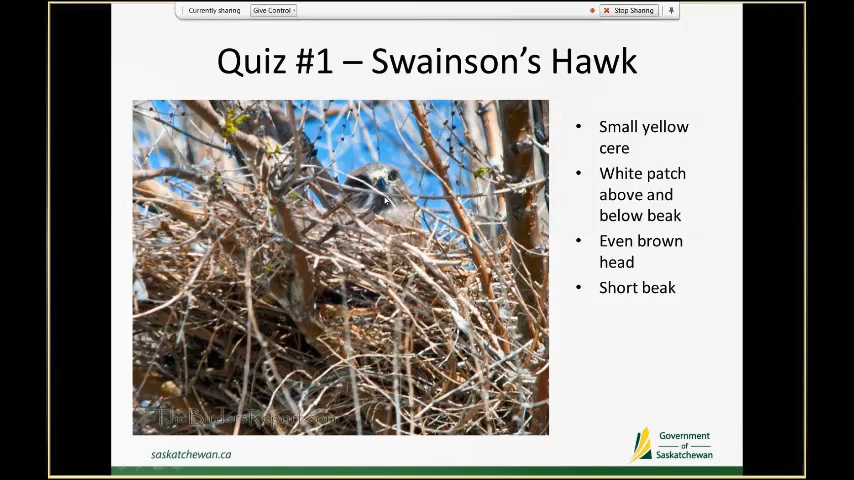 Currently sharing
Give Control
Stop Sharing
Quiz #1 – Swainson's Hawk
• Small yellow
cere
• White patch
above and
below beak
• Even brown
head
• Short beak
saskatchewan.ca
Government
of
Saskatchewan